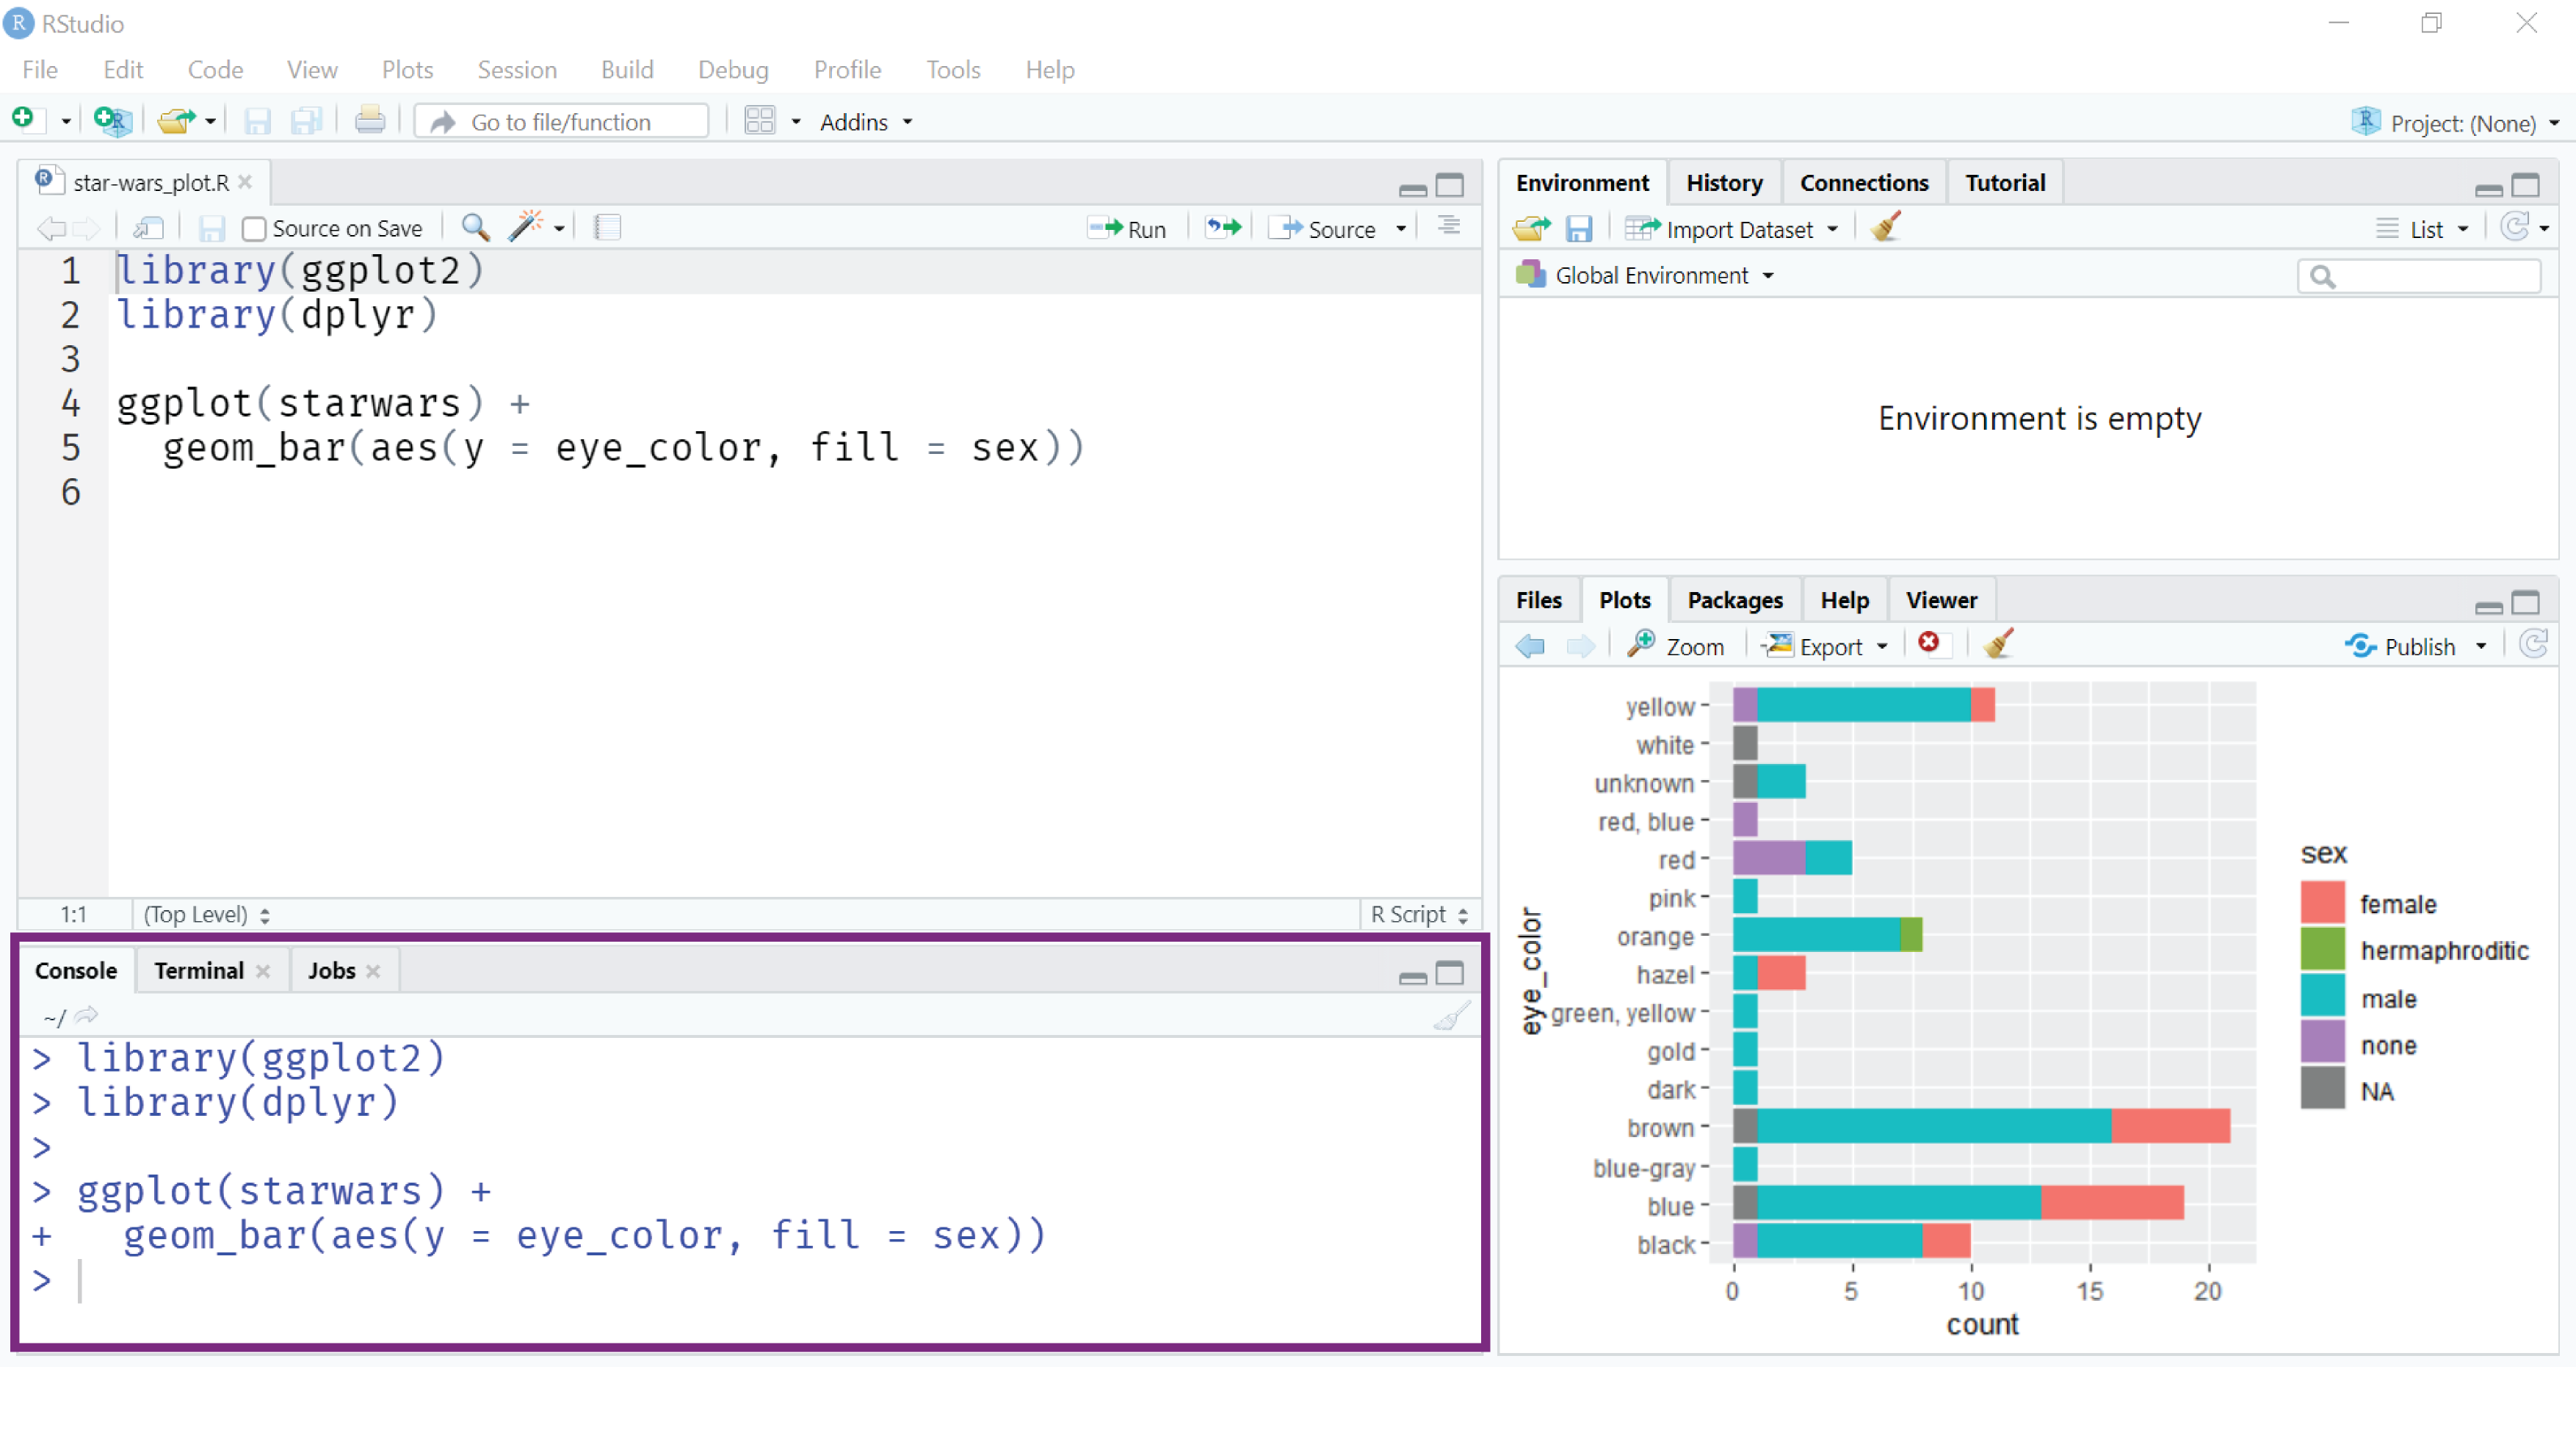 R RStudio
File Edit Code View Plots Session Build Debug Profile Tools Help
Go to file/function Addins Project: (None)
star-wars_plot.R
Source on Save Run Source
1 library(ggplot2)
2 library(dplyr)
3
4 ggplot(starwars) +
5 geom_bar(aes(y = eye_color, fill = sex))
6
1:1 (Top Level) R Script
Console Terminal Jobs
~/
> library(ggplot2)
> library(dplyr)
>
> ggplot(starwars) +
+ geom_bar(aes(y = eye_color, fill = sex))
>
Environment History Connections Tutorial
Import Dataset List
Global Environment
Environment is empty
Files Plots Packages Help Viewer
Zoom Export Publish
eye_color
yellow
white
unknown
red, blue
red
pink
orange
hazel
green, yellow
gold
dark
brown
blue-gray
blue
black
0 5 10 15 20
count
sex
female
hermaphroditic
male
none
NA